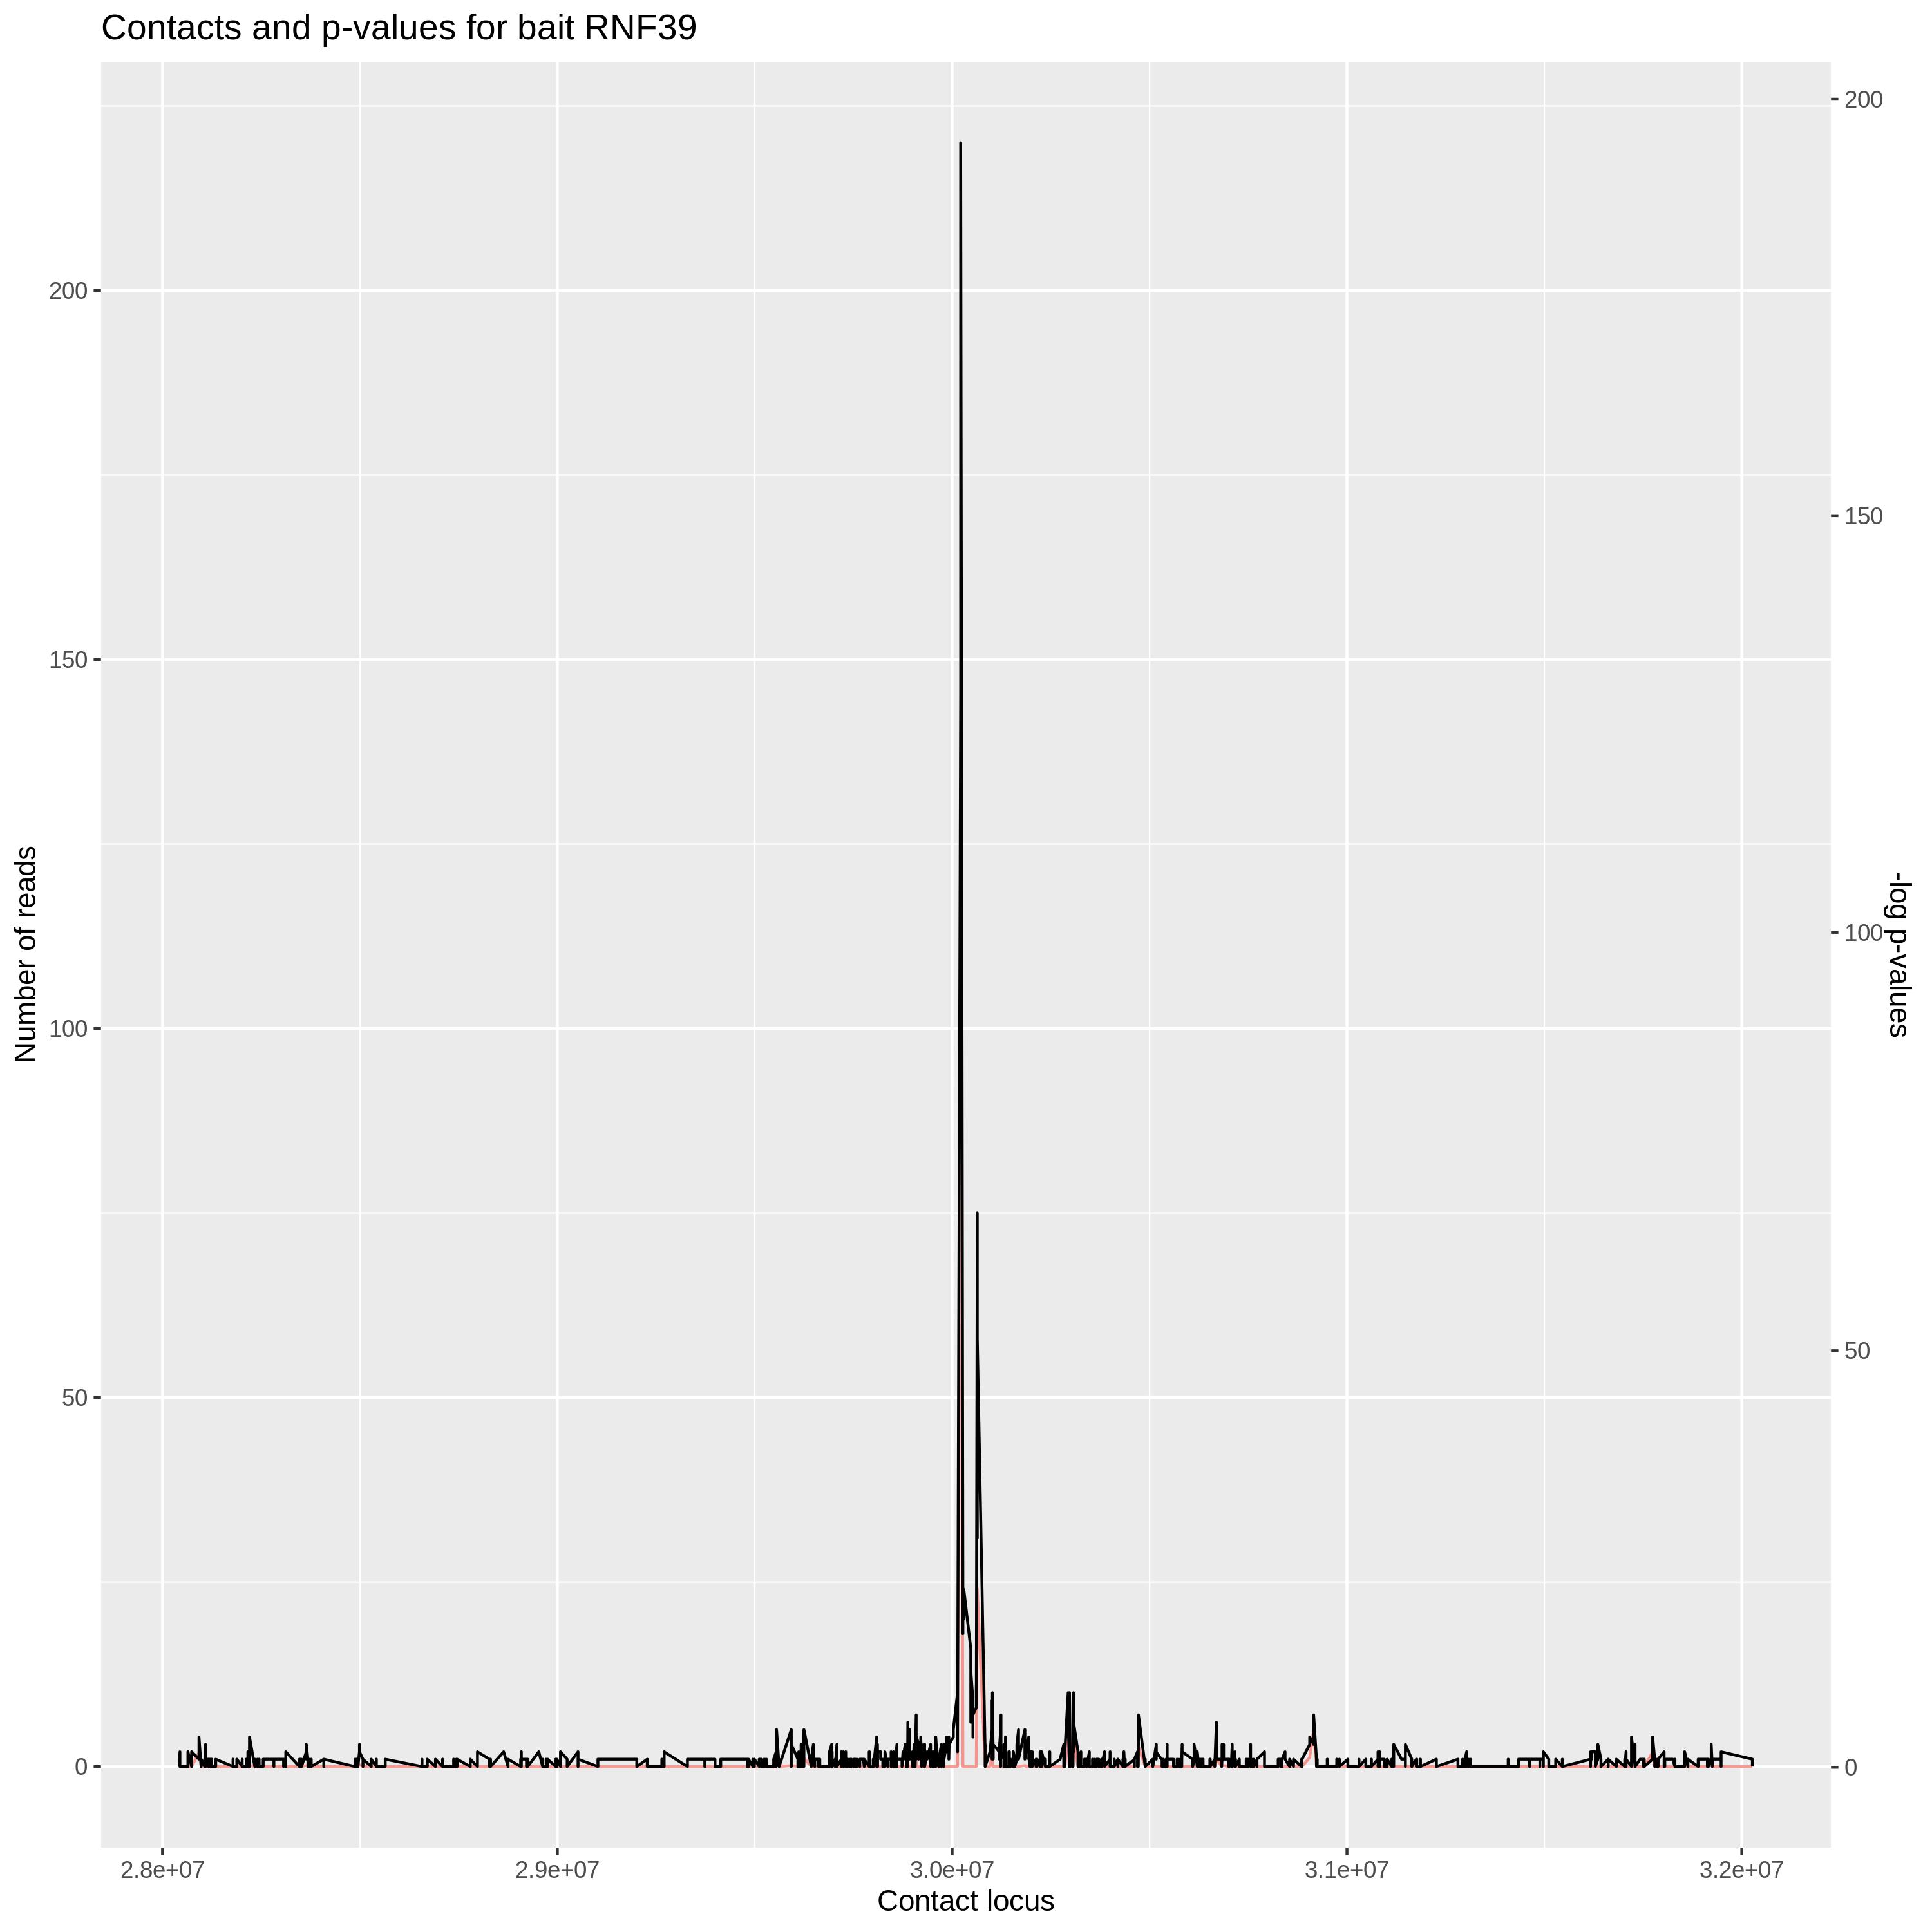 Contacts and p-values for bait RNF39
200
150
100
50
0
Number of reads
200
150
100
50
0
-log p-values
2.8e+07
2.9e+07
3.0e+07
3.1e+07
3.2e+07
Contact locus